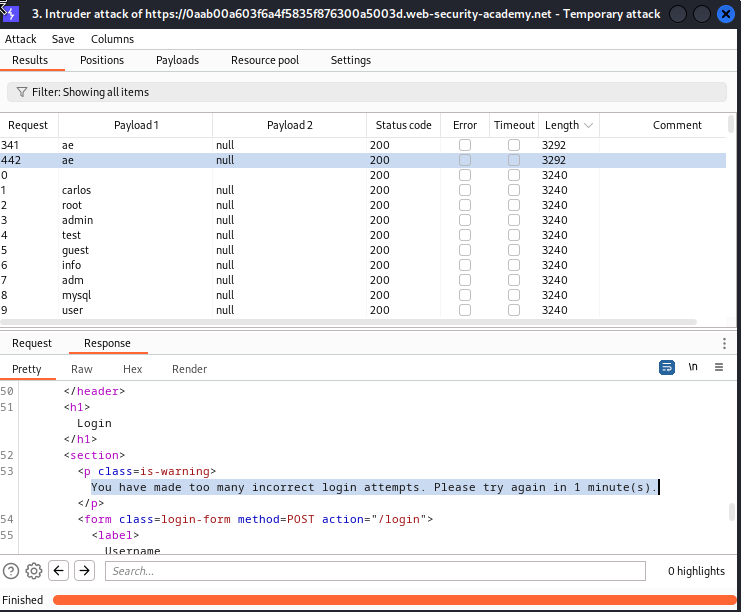 3. Intruder attack of https://0aab00a603f6a4f5835f876300a5003d.web-security-academy.net - Temporary attack
Attack Save Columns
Results Positions Payloads Resource pool Settings
Filter: Showing all items
Request Payload 1 Payload 2 Status code Error Timeout Length Comment
341 ae null 200 3292
442 ae null 200 3292
0 200 3240
1 carlos null 200 3240
2 root null 200 3240
3 admin null 200 3240
4 test null 200 3240
5 guest null 200 3240
6 info null 200 3240
7 adm null 200 3240
8 mysql null 200 3240
9 user null 200 3240
Request Response
Pretty Raw Hex Render \n
50 </header>
51 <h1>
Login
</h1>
52 <section>
53 <p class=is-warning>
You have made too many incorrect login attempts. Please try again in 1 minute(s).
</p>
54 <form class=login-form method=POST action="/login">
55 <label>
Username
Search... 0 highlights
Finished